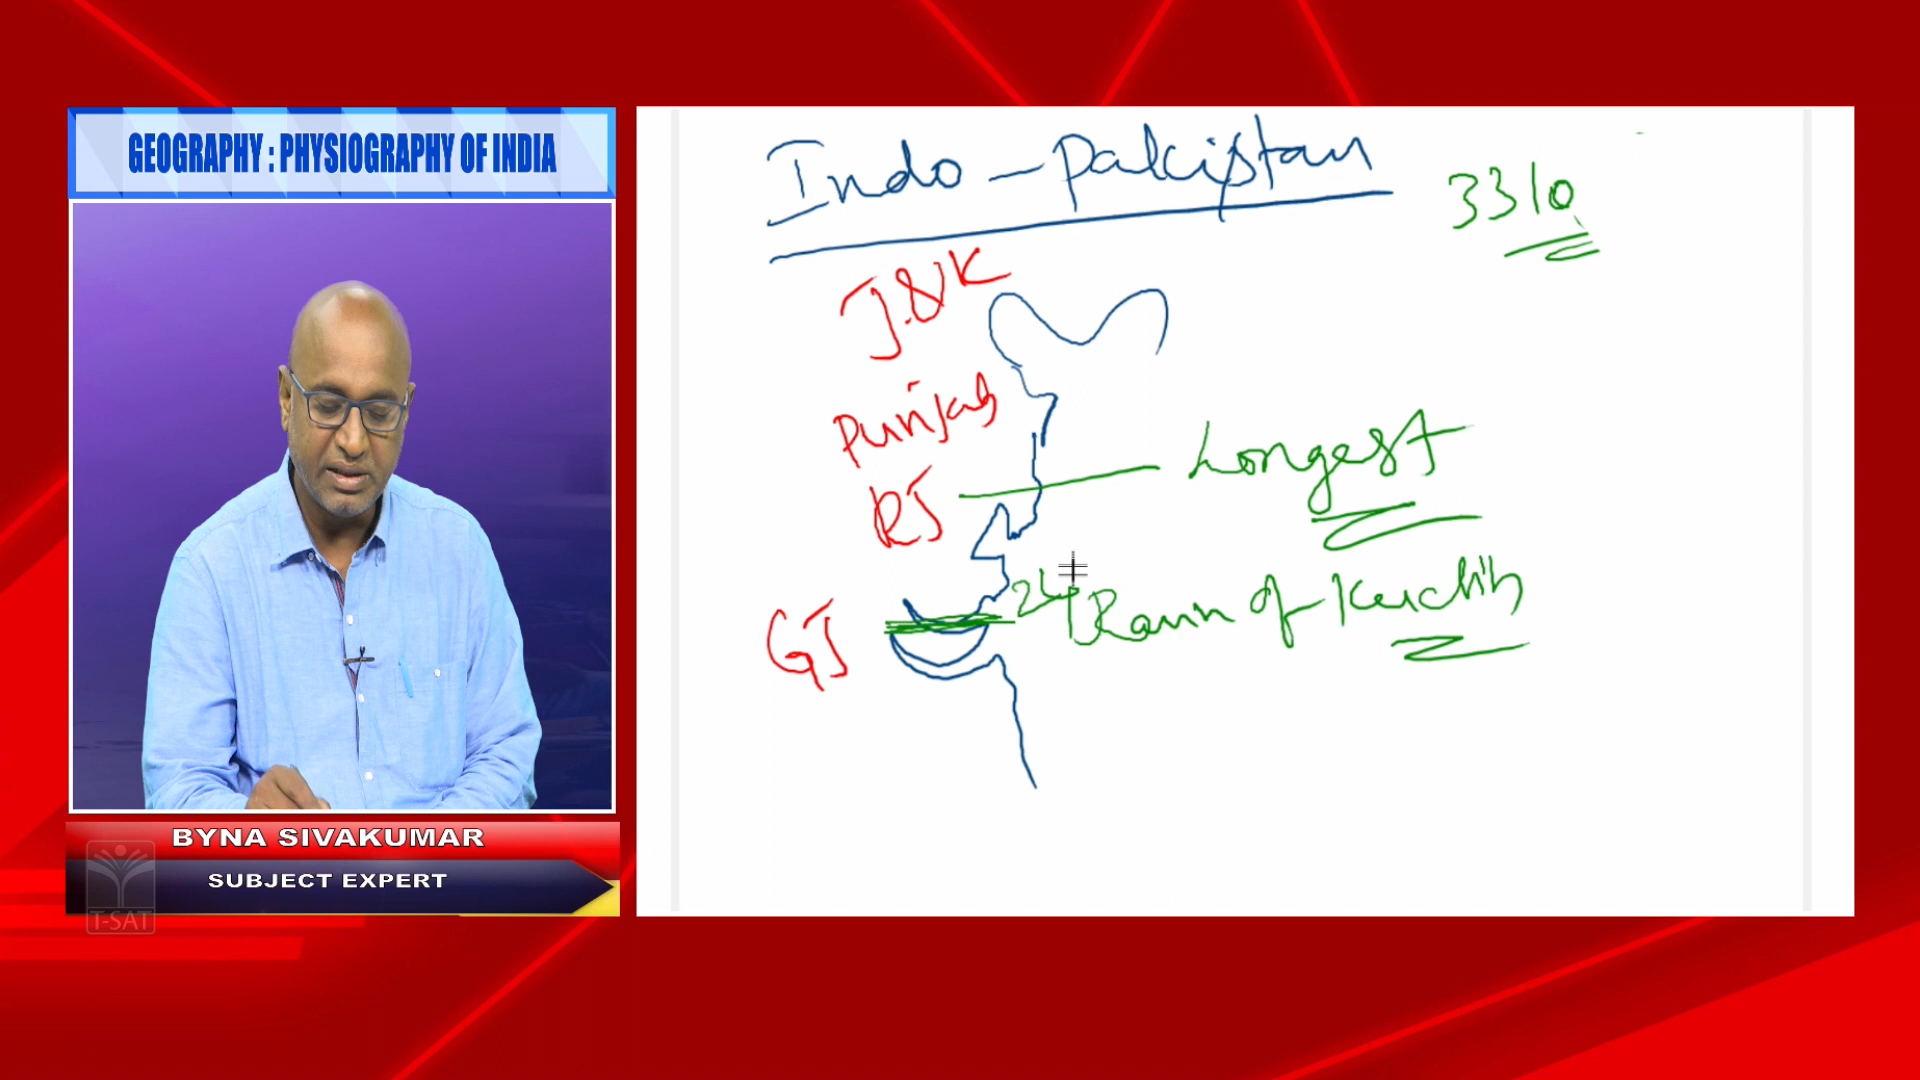 GEOGRAPHY : PHYSIOGRAPHY OF INDIA
Indo - Pakistan
3310
J&K
Punjab
RJ
Longest
24
Rann of Kuchh
GJ
BYNA SIVAKUMAR
SUBJECT EXPERT
T-SAT